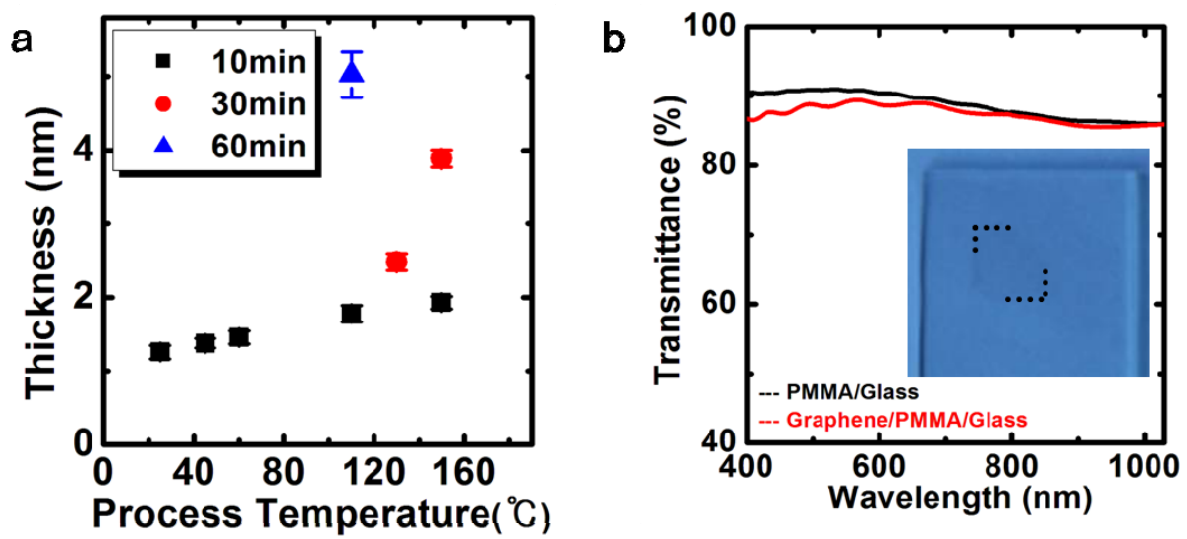 a
10min
30min
60min
Thickness (nm)
0
2
4
0 40 80 120 160
Process Temperature(℃)
b
Transmittance (%)
100
80
60
40
--- PMMA/Glass
--- Graphene/PMMA/Glass
400 600 800 1000
Wavelength (nm)